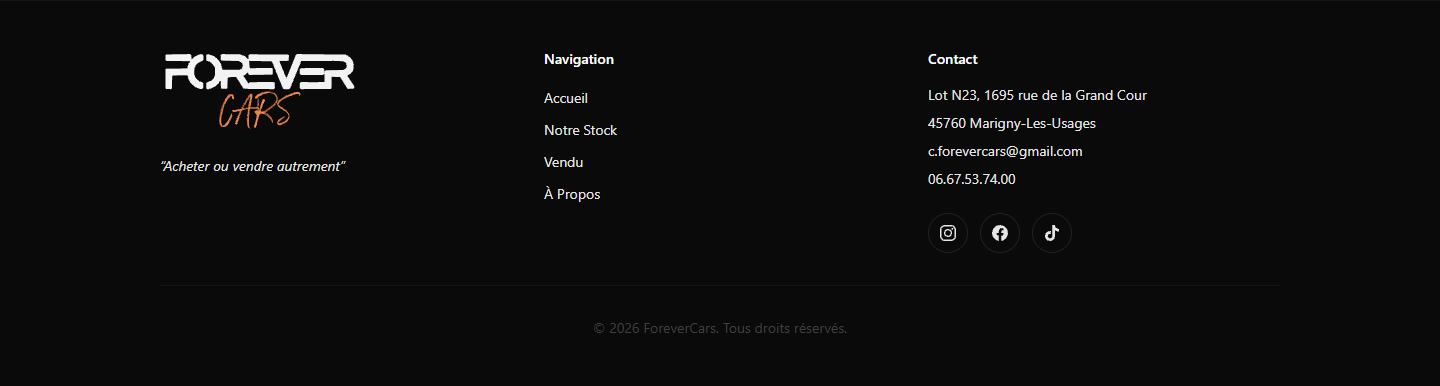 FOREVER
CARS
“Acheter ou vendre autrement”
Navigation
Accueil
Notre Stock
Vendu
À Propos
Contact
Lot N23, 1695 rue de la Grand Cour
45760 Marigny-Les-Usages
c.forevercars@gmail.com
06.67.53.74.00
© 2026 ForeverCars. Tous droits réservés.